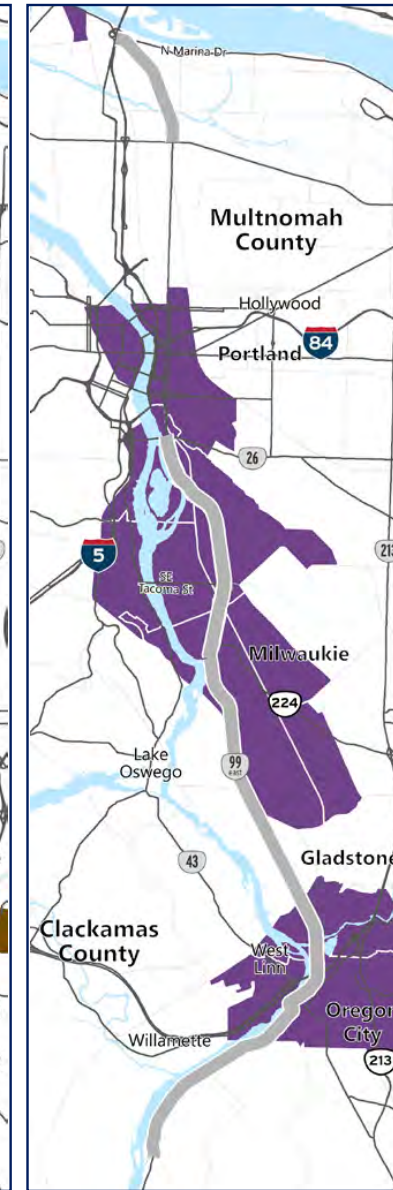 N Marina Dr
Multnomah
County
Hollywood
Portland
84
26
5
213
SE
Tacoma St
Milwaukie
224
Lake
Oswego
99
43
Gladstone
Clackamas
County
West
Linn
Oregon
City
Willamette
213